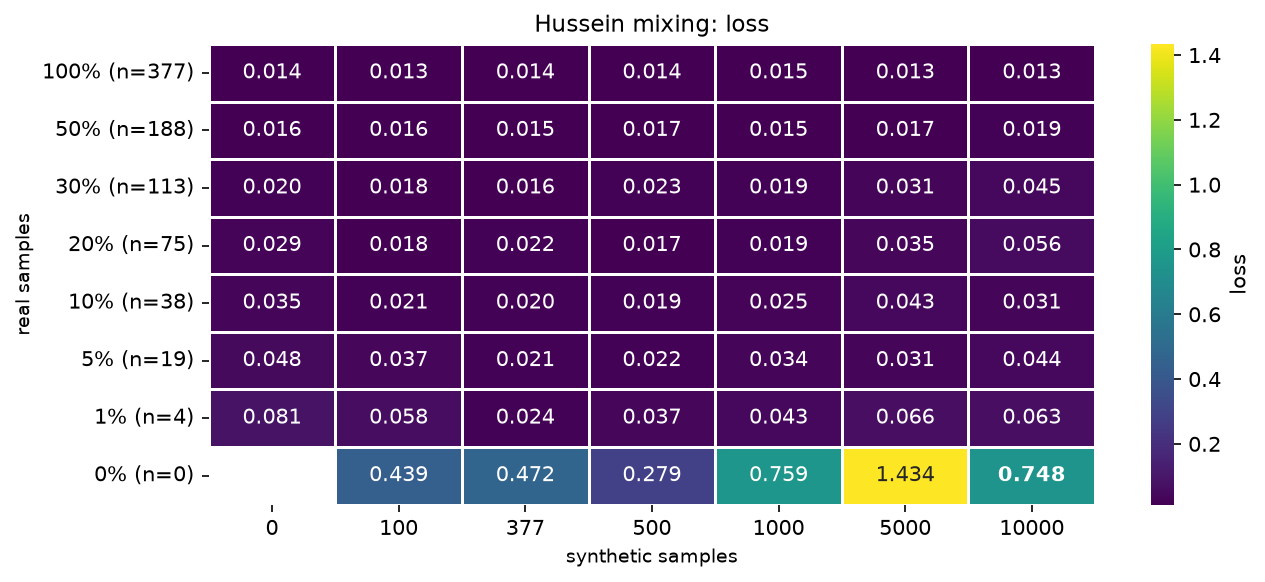 Hussein mixing: loss
real samples
100% (n=377) 0.014 0.013 0.014 0.014 0.015 0.013 0.013
50% (n=188) 0.016 0.016 0.015 0.017 0.015 0.017 0.019
30% (n=113) 0.020 0.018 0.016 0.023 0.019 0.031 0.045
20% (n=75) 0.029 0.018 0.022 0.017 0.019 0.035 0.056
10% (n=38) 0.035 0.021 0.020 0.019 0.025 0.043 0.031
5% (n=19) 0.048 0.037 0.021 0.022 0.034 0.031 0.044
1% (n=4) 0.081 0.058 0.024 0.037 0.043 0.066 0.063
0% (n=0) 0.439 0.472 0.279 0.759 1.434 0.748
0 100 377 500 1000 5000 10000
synthetic samples
1.4
1.2
1.0
0.8
0.6
0.4
0.2
loss